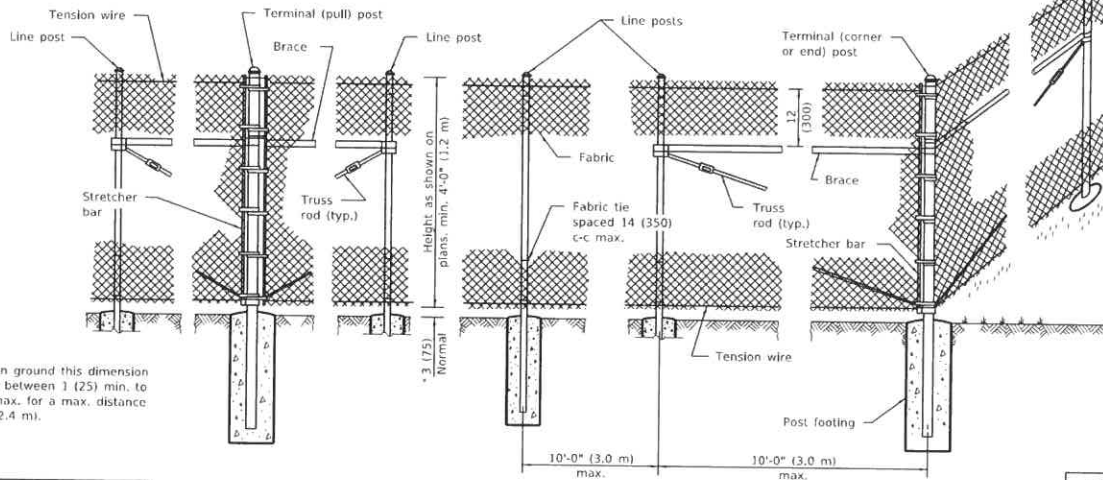 Tension wire
Line post
Terminal (pull) post
Brace
Line post
Line posts
Terminal (corner
or end) post
12
(300)
Fabric
Brace
Stretcher
bar
Truss
rod (typ.)
Height as shown on
plans. min. 4'-0" (1.2 m)
Fabric tie
spaced 14 (350)
c-c max.
Truss
rod (typ.)
Stretcher bar
* 3 (75)
Normal
Tension wire
n ground this dimension
between 1 (25) min. to
max. for a max. distance
2.4 m).
Post footing
10'-0" (3.0 m)
max.
10'-0" (3.0 m)
max.